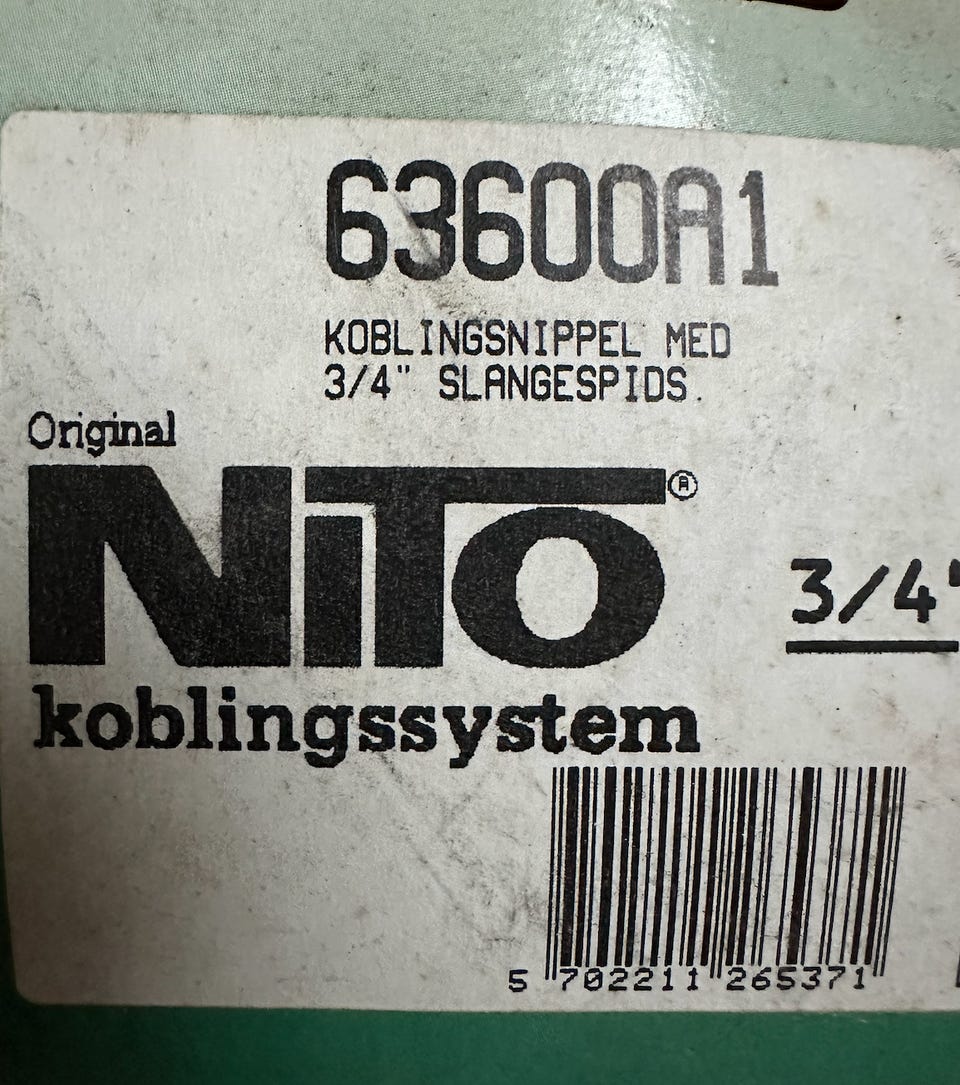 63600A1
KOBLINGSNIPPEL MED
3/4" SLANGESPIDS.
Original
NiTO®
3/4"
koblingssystem
5 702211 265371